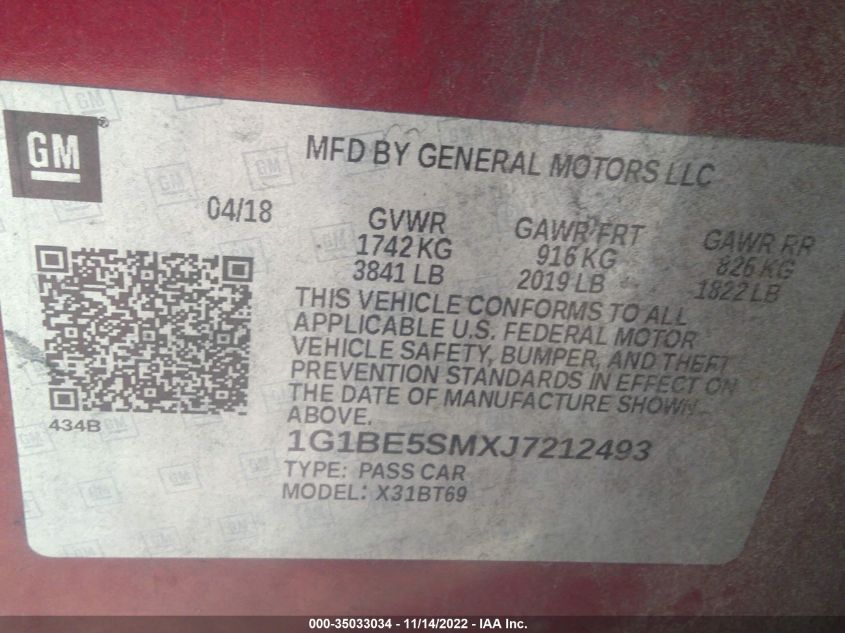 GM
MFD BY GENERAL MOTORS LLC
04/18
GVWR GAWR FRT GAWR RR
1742 KG 916 KG 826 KG
3841 LB 2019 LB 1822 LB
THIS VEHICLE CONFORMS TO ALL
APPLICABLE U.S. FEDERAL MOTOR
VEHICLE SAFETY, BUMPER, AND THEFT
PREVENTION STANDARDS IN EFFECT ON
THE DATE OF MANUFACTURE SHOWN
ABOVE.
434B
1G1BE5SMXJ7212493
TYPE: PASS CAR
MODEL: X31BT69
000-35033034 - 11/14/2022 - IAA Inc.